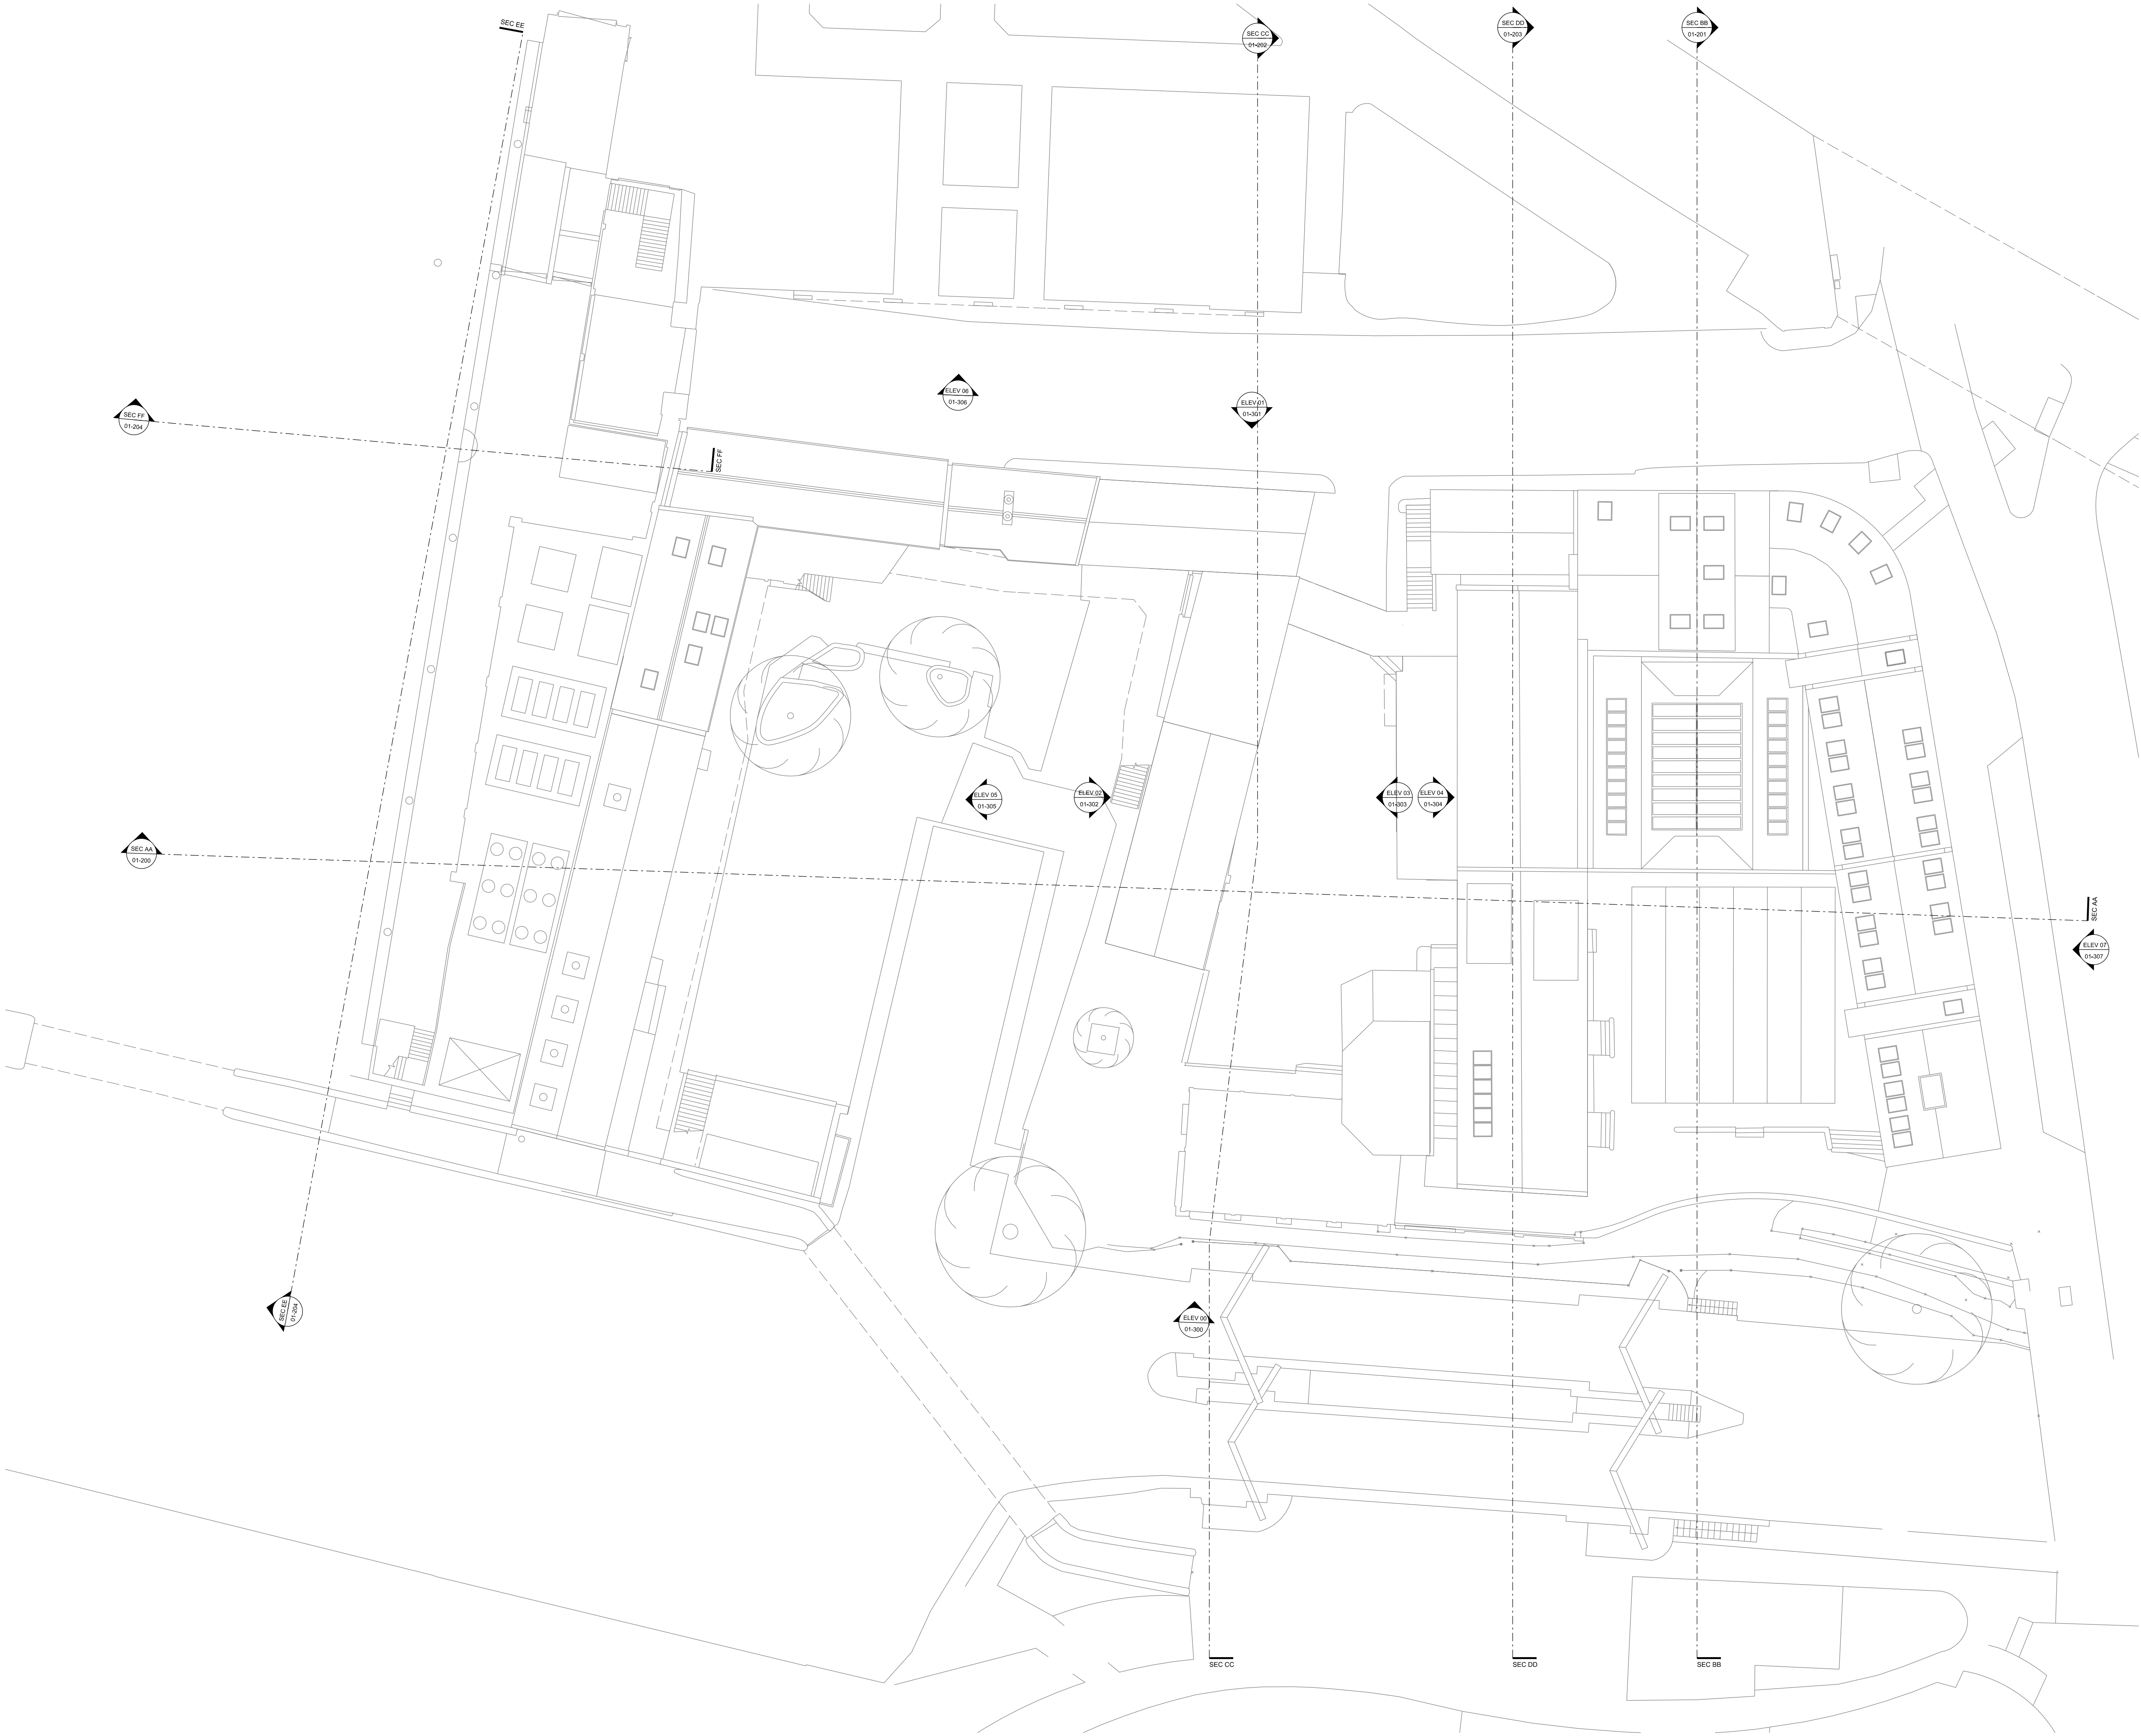 SEC EE
SEC CC
01-202
SEC DD
01-203
SEC BB
01-201
ELEV 06
01-306
ELEV 01
01-301
SEC FF
01-204
SEC FF
ELEV 05
01-305
ELEV 02
01-302
ELEV 03
01-303
ELEV 04
01-304
SEC AA
01-200
SEC AA
ELEV 07
01-307
SEC EE
01-204
ELEV 00
01-300
SEC CC
SEC DD
SEC BB